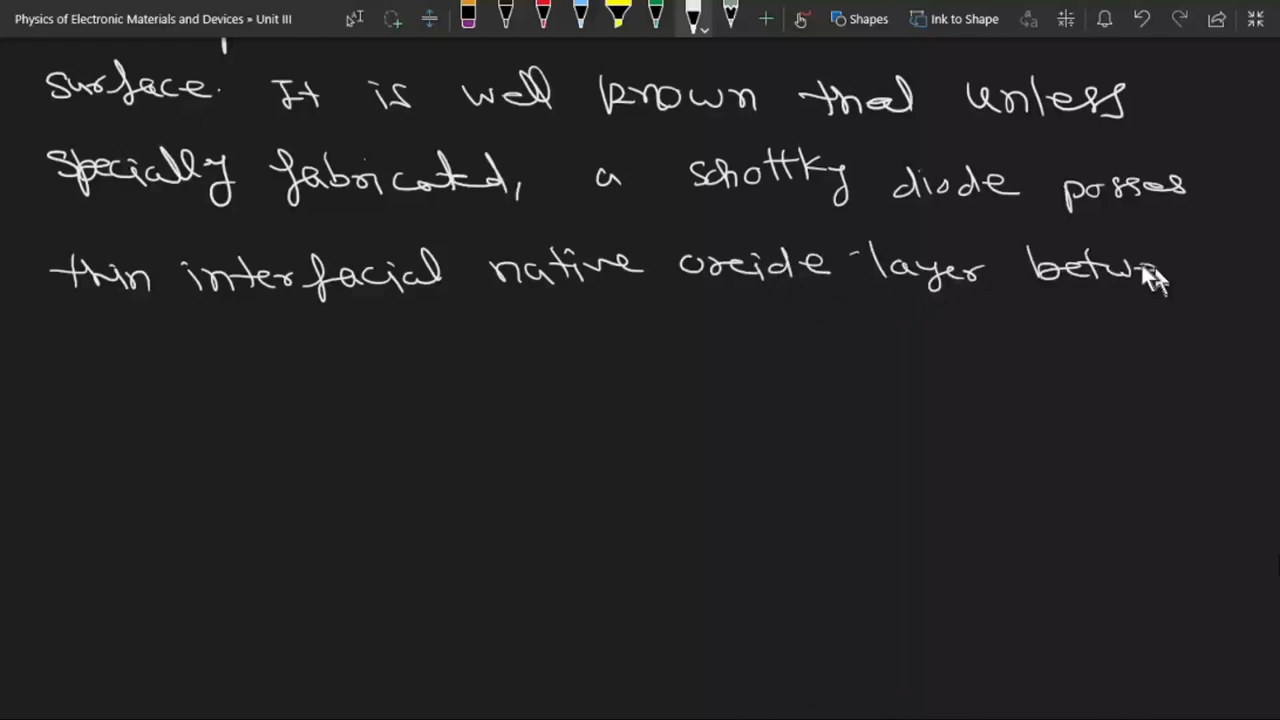 Physics of Electronic Materials and Devices » Unit III
Shapes
Ink to Shape
surface. It is well known that unless
specially fabricated, a schottky diode posses
thin interfacial native oxide layer betwe